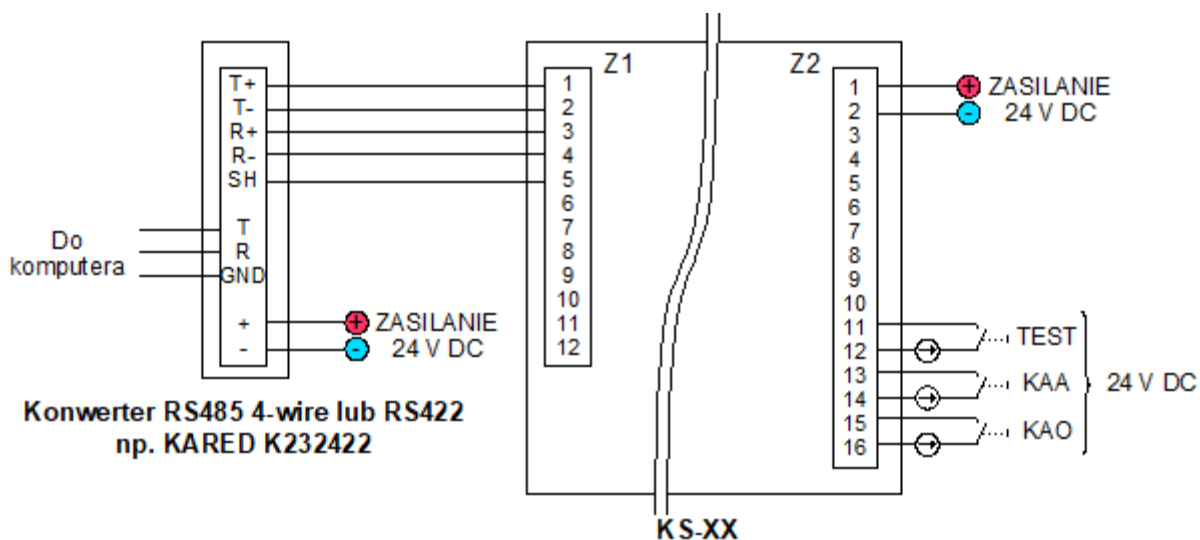 T+
T-
R+
R-
SH
T
R
GND
+
-
Do
komputera
+ ZASILANIE
- 24 V DC
Konwerter RS485 4-wire lub RS422
np. KARED K232422
Z1
1
2
3
4
5
6
7
8
9
10
11
12
Z2
1
2
3
4
5
6
7
8
9
10
11
12
13
14
15
16
+ ZASILANIE
- 24 V DC
TEST
KAA
KAO
24 V DC
KS-XX